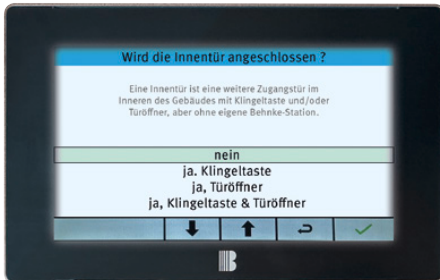 Wird die Innentür angeschlossen ?
Eine Innentür ist eine weitere Zugangstür im
Inneren des Gebäudes mit Klingeltaste und/oder
Türöffner, aber ohne eigene Behnke-Station.
nein
ja. Klingeltaste
ja, Türöffner
ja, Klingeltaste & Türöffner
B